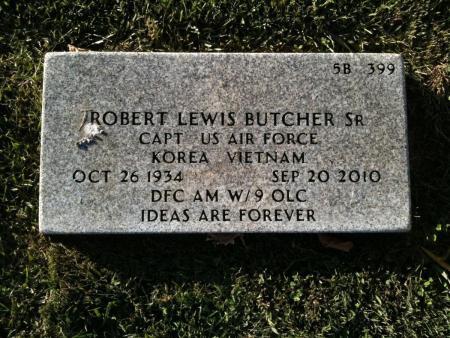 5B 399
ROBERT LEWIS BUTCHER SR
CAPT US AIR FORCE
KOREA VIETNAM
OCT 26 1934 SEP 20 2010
DFC AM W/9 OLC
IDEAS ARE FOREVER